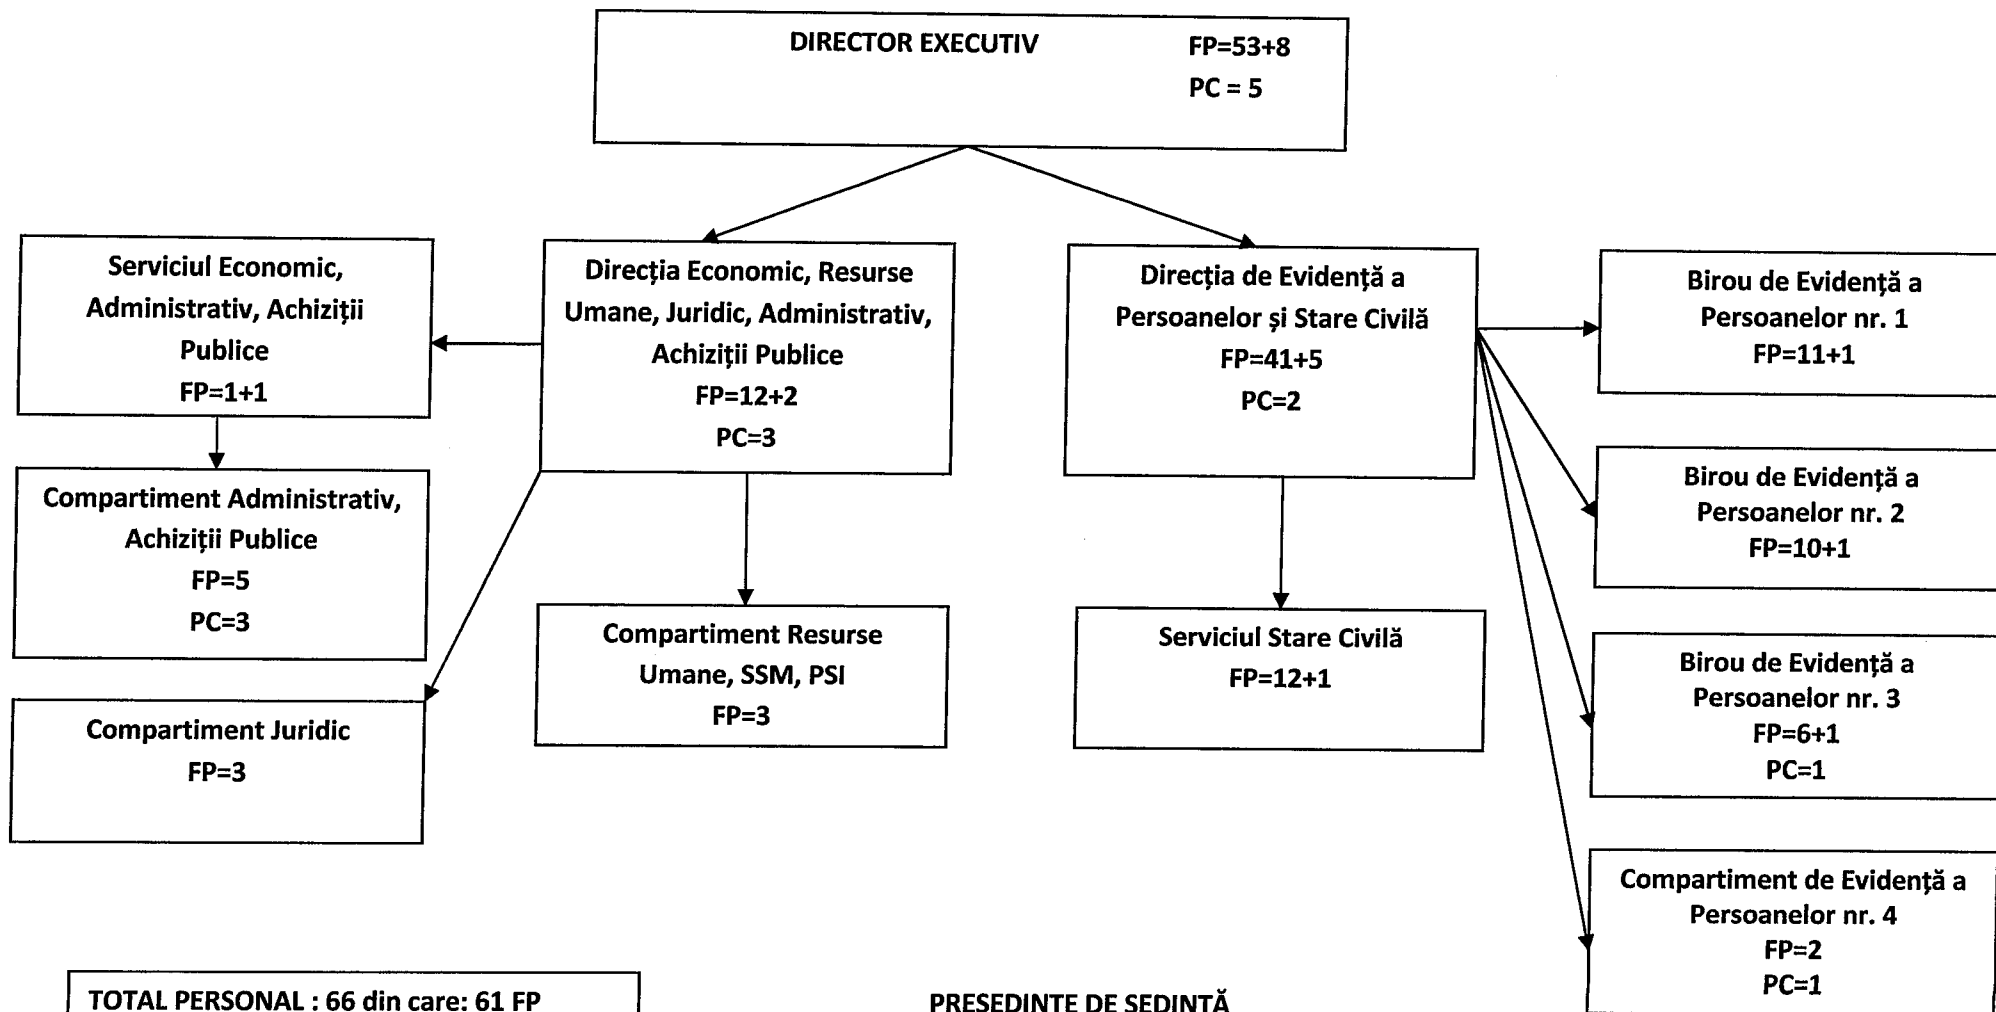 DIRECTOR EXECUTIV FP=53+8
PC = 5
Serviciul Economic,
Administrativ, Achiziții
Publice
FP=1+1
Direcția Economic, Resurse
Umane, Juridic, Administrativ,
Achiziții Publice
FP=12+2
PC=3
Direcția de Evidență a
Persoanelor și Stare Civilă
FP=41+5
PC=2
Birou de Evidență a
Persoanelor nr. 1
FP=11+1
Compartiment Administrativ,
Achiziții Publice
FP=5
PC=3
Birou de Evidență a
Persoanelor nr. 2
FP=10+1
Compartiment Resurse
Umane, SSM, PSI
FP=3
Serviciul Stare Civilă
FP=12+1
Birou de Evidență a
Persoanelor nr. 3
FP=6+1
PC=1
Compartiment Juridic
FP=3
Compartiment de Evidență a
Persoanelor nr. 4
FP=2
PC=1
TOTAL PERSONAL : 66 din care: 61 FP
PRESEDINTE DE SEDINTĂ